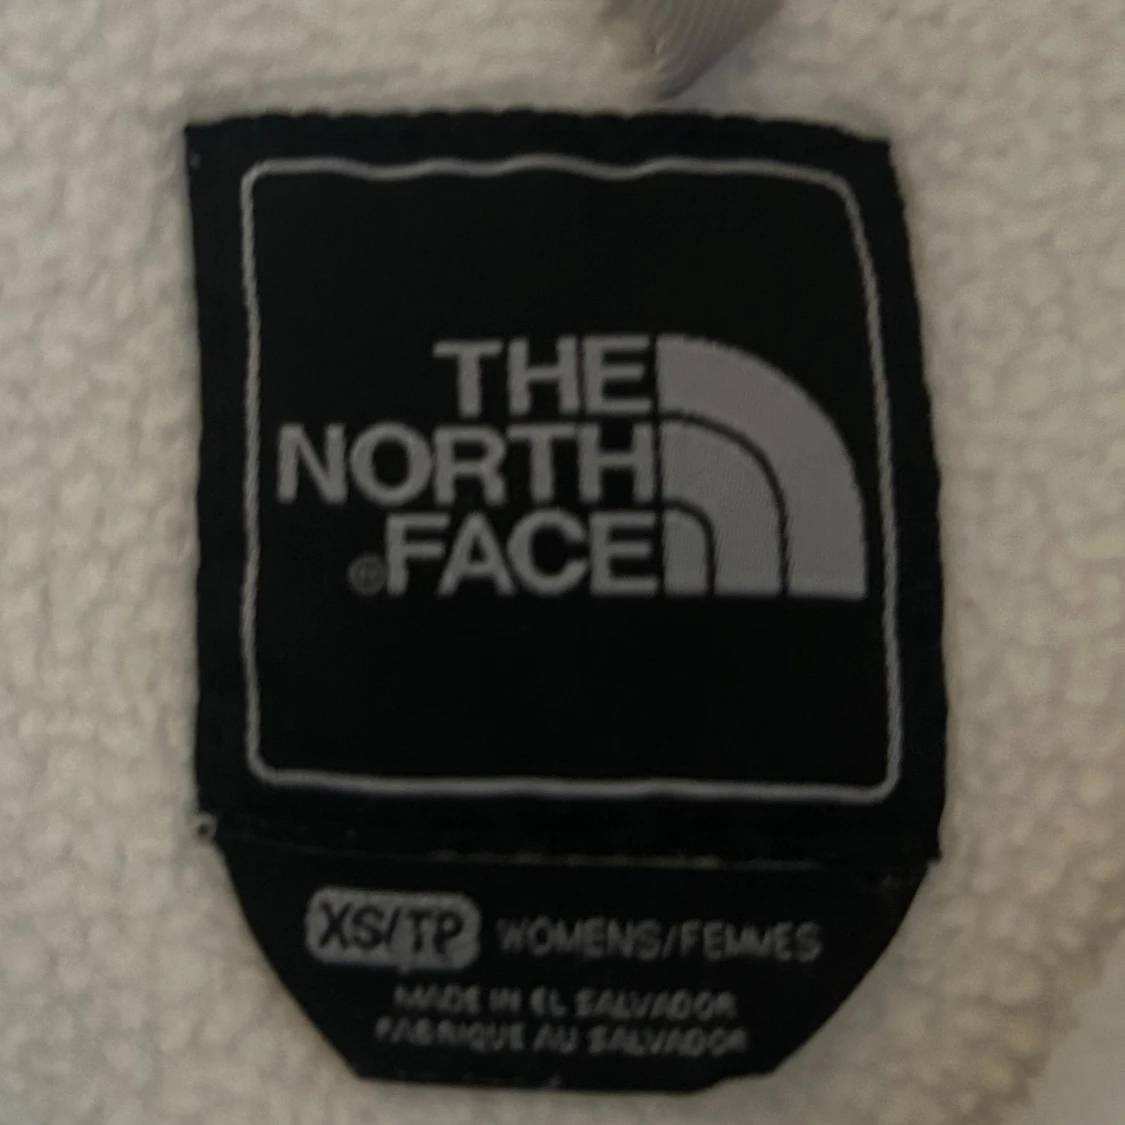 THE
NORTH
®FACE
XS/TP WOMENS/FEMMES
MADE IN EL SALVADOR
FABRIQUE AU SALVADOR